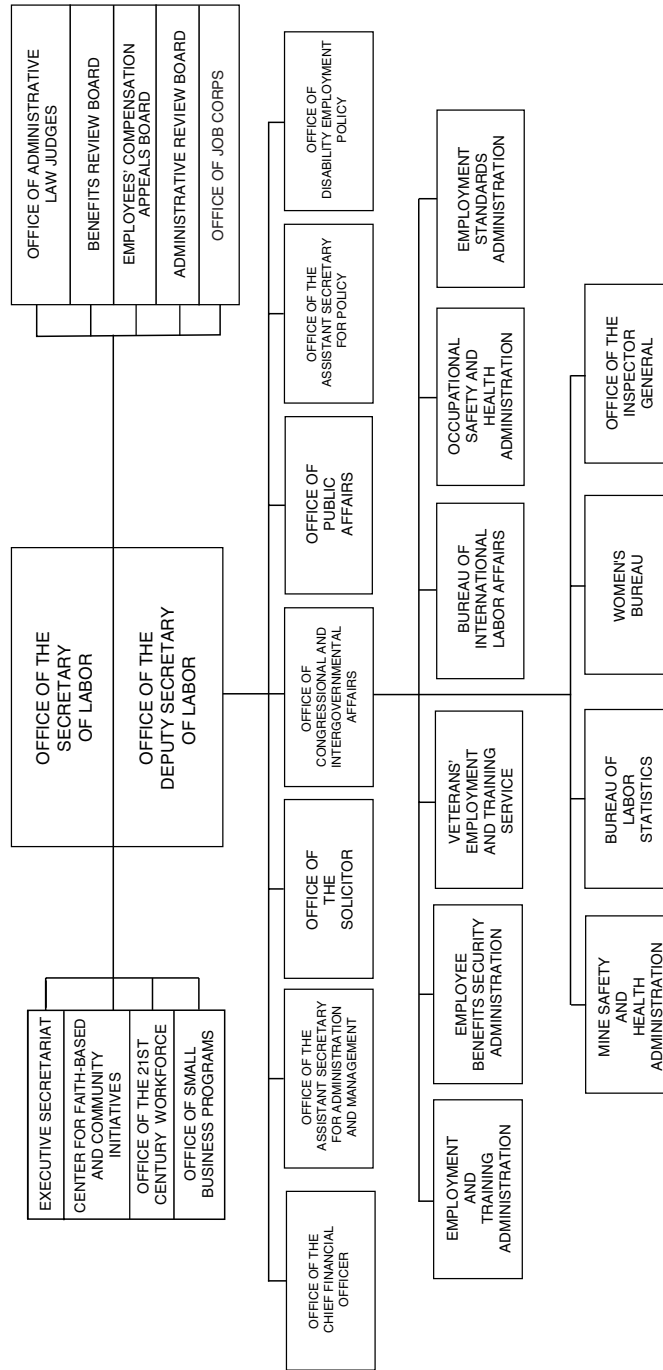 OFFICE OF THE
SECRETARY
OF LABOR
OFFICE OF THE
DEPUTY SECRETARY
OF LABOR
EXECUTIVE SECRETARIAT
CENTER FOR FAITH-BASED
AND COMMUNITY
INITIATIVES
OFFICE OF THE 21ST
CENTURY WORKFORCE
OFFICE OF SMALL
BUSINESS PROGRAMS
OFFICE OF ADMINISTRATIVE
LAW JUDGES
BENEFITS REVIEW BOARD
EMPLOYEES' COMPENSATION
APPEALS BOARD
ADMINISTRATIVE REVIEW BOARD
OFFICE OF JOB CORPS
OFFICE OF THE
CHIEF FINANCIAL
OFFICER
OFFICE OF THE
ASSISTANT SECRETARY
FOR ADMINISTRATION
AND MANAGEMENT
OFFICE OF
THE
SOLICITOR
OFFICE OF
CONGRESSIONAL AND
INTERGOVERNMENTAL
AFFAIRS
OFFICE OF
PUBLIC
AFFAIRS
OFFICE OF THE
ASSISTANT SECRETARY
FOR POLICY
OFFICE OF
DISABILITY EMPLOYMENT
POLICY
EMPLOYMENT
AND
TRAINING
ADMINISTRATION
EMPLOYEE
BENEFITS SECURITY
ADMINISTRATION
VETERANS'
EMPLOYMENT
AND TRAINING
SERVICE
BUREAU OF
INTERNATIONAL
LABOR AFFAIRS
OCCUPATIONAL
SAFETY AND
HEALTH
ADMINISTRATION
EMPLOYMENT
STANDARDS
ADMINISTRATION
MINE SAFETY
AND
HEALTH
ADMINISTRATION
BUREAU OF
LABOR
STATISTICS
WOMEN'S
BUREAU
OFFICE OF THE
INSPECTOR
GENERAL